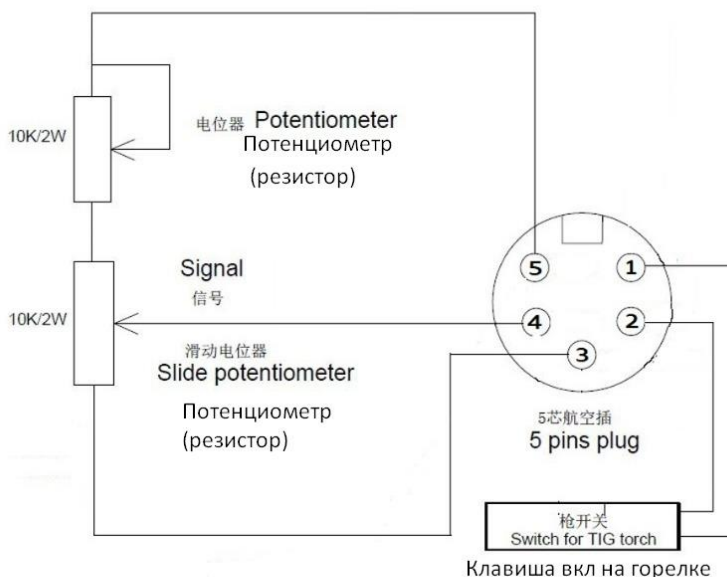 10K/2W
电位器 Potentiometer
Потенциометр
(резистор)
Signal
信号
10K/2W
滑动电位器
Slide potentiometer
Потенциометр
(резистор)
5
1
4
2
3
5芯航空插
5 pins plug
枪开关
Switch for TIG torch
Клавиша вкл на горелке